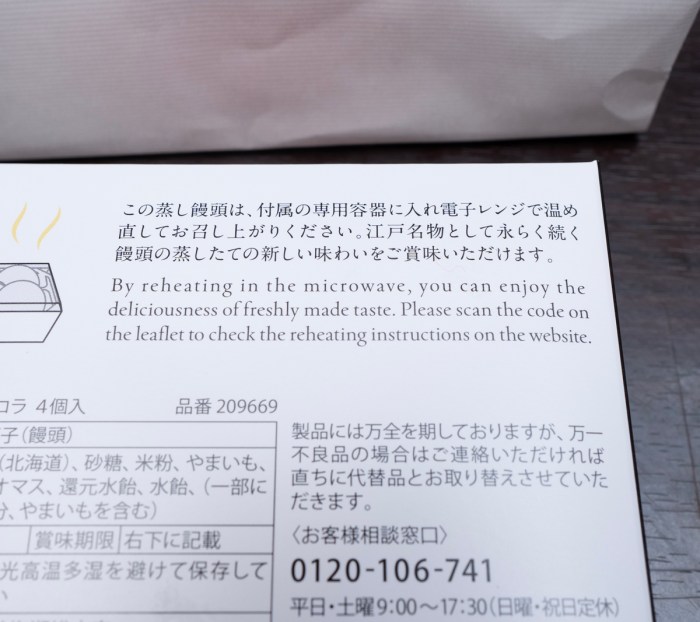 この蒸し饅頭は、付属の専用容器に入れ電子レンジで温め
直してお召し上がりください。江戸名物として永らく続く
饅頭の蒸したての新しい味わいをご賞味いただけます。
By reheating in the microwave, you can enjoy the
deliciousness of freshly made taste. Please scan the code on
the leaflet to check the reheating instructions on the website.
コラ 4個入 品番 209669
子(饅頭)
(北海道)、砂糖、米粉、やまいも、
オマス、還元水飴、水飴、(一部に
分、やまいもを含む)
賞味期限 右下に記載
光高温多湿を避けて保存して
い
製品には万全を期しておりますが、万一
不良品の場合はご連絡いただければ
直ちに代替品とお取り替えさせていた
だきます。
〈お客様相談窓口〉
0120-106-741
平日・土曜9:00〜17:30(日曜・祝日定休)